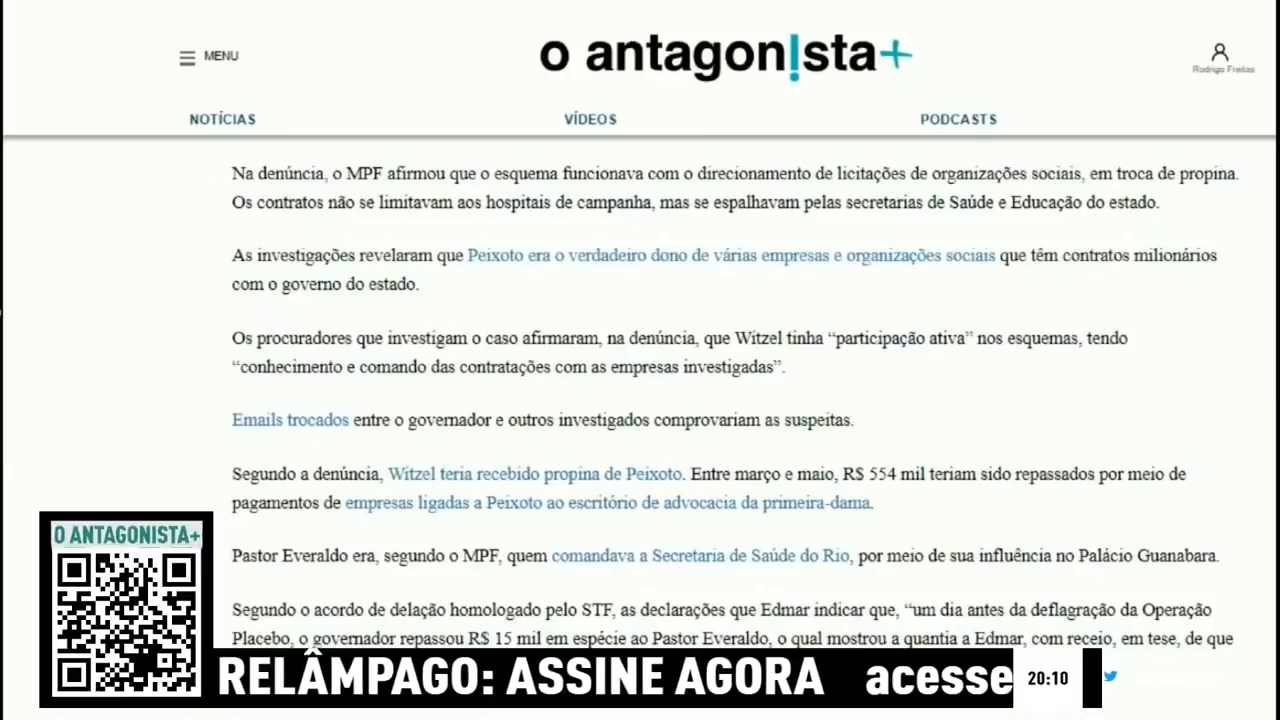 MENU
o antagon!sta+
Rodrigo Freitas
NOTÍCIAS
VÍDEOS
PODCASTS
Na denúncia, o MPF afirmou que o esquema funcionava com o direcionamento de licitações de organizações sociais, em troca de propina.
Os contratos não se limitavam aos hospitais de campanha, mas se espalhavam pelas secretarias de Saúde e Educação do estado.
As investigações revelaram que Peixoto era o verdadeiro dono de várias empresas e organizações sociais que têm contratos milionários
com o governo do estado.
Os procuradores que investigam o caso afirmaram, na denúncia, que Witzel tinha “participação ativa” nos esquemas, tendo
“conhecimento e comando das contratações com as empresas investigadas”.
Emails trocados entre o governador e outros investigados comprovariam as suspeitas.
Segundo a denúncia, Witzel teria recebido propina de Peixoto. Entre março e maio, R$ 554 mil teriam sido repassados por meio de
pagamentos de empresas ligadas a Peixoto ao escritório de advocacia da primeira-dama.
Pastor Everaldo era, segundo o MPF, quem comandava a Secretaria de Saúde do Rio, por meio de sua influência no Palácio Guanabara.
Segundo o acordo de delação homologado pelo STF, as declarações que Edmar indicar que, “um dia antes da deflagração da Operação
Placebo, o governador repassou R$ 15 mil em espécie ao Pastor Everaldo, o qual mostrou a quantia a Edmar, com receio, em tese, de que
O ANTAGONISTA+
RELÂMPAGO: ASSINE AGORA acesse
20:10